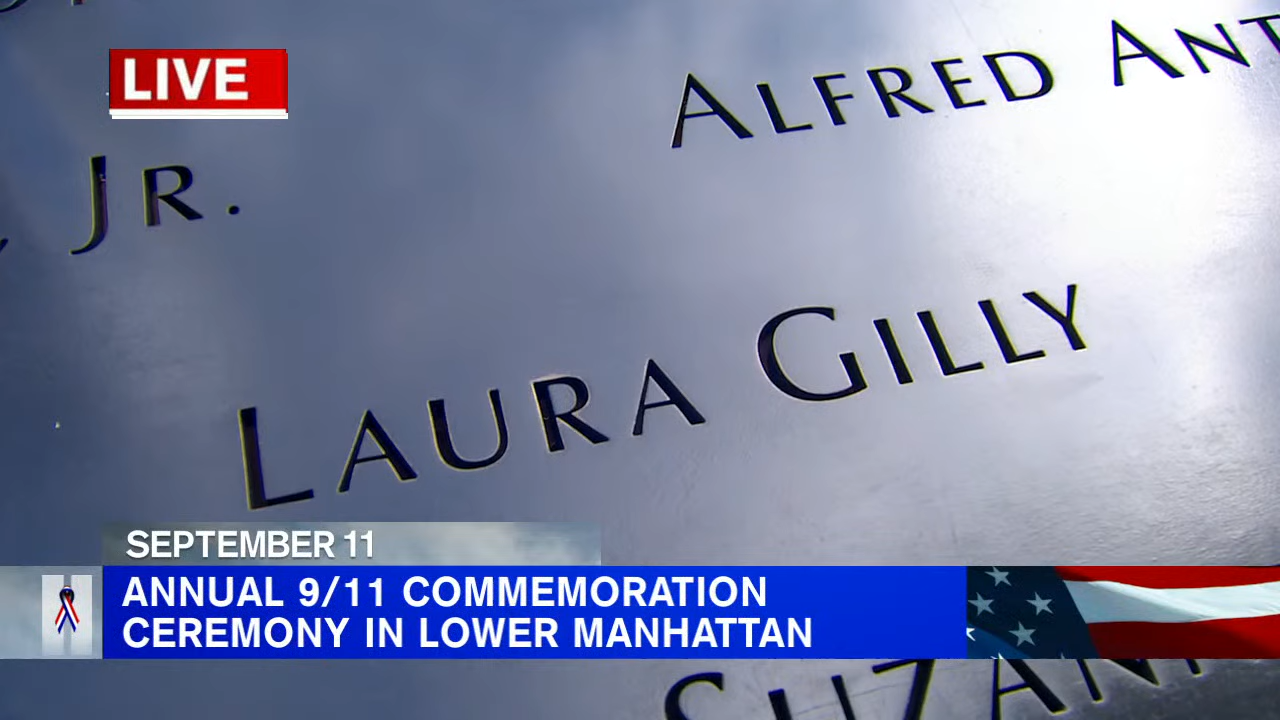 LIVE
ALFRED
JR.
LAURA GILLY
SEPTEMBER 11
ANNUAL 9/11 COMMEMORATION
CEREMONY IN LOWER MANHATTAN